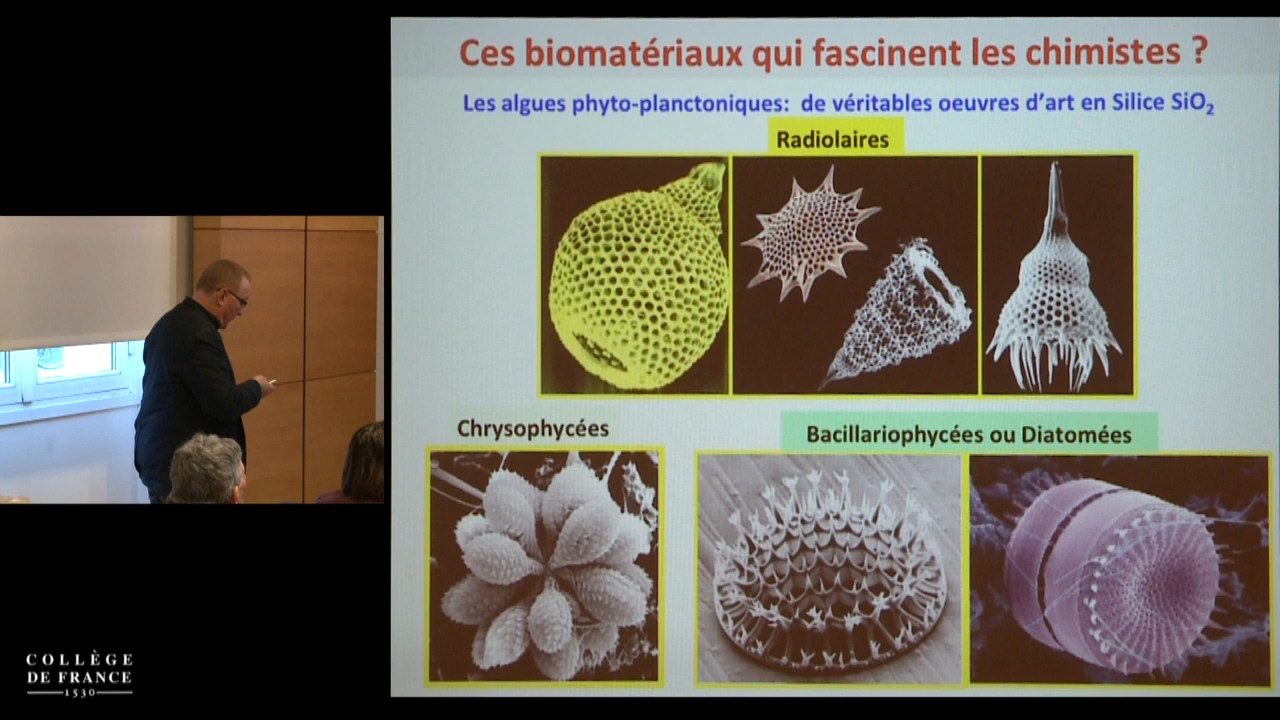 Ces biomatériaux qui fascinent les chimistes ?
Les algues phyto-planctoniques: de véritables oeuvres d'art en Silice SiO₂
Radiolaires
Chrysophycées
Bacillariophycées ou Diatomées
COLLÈGE
DE FRANCE
1530